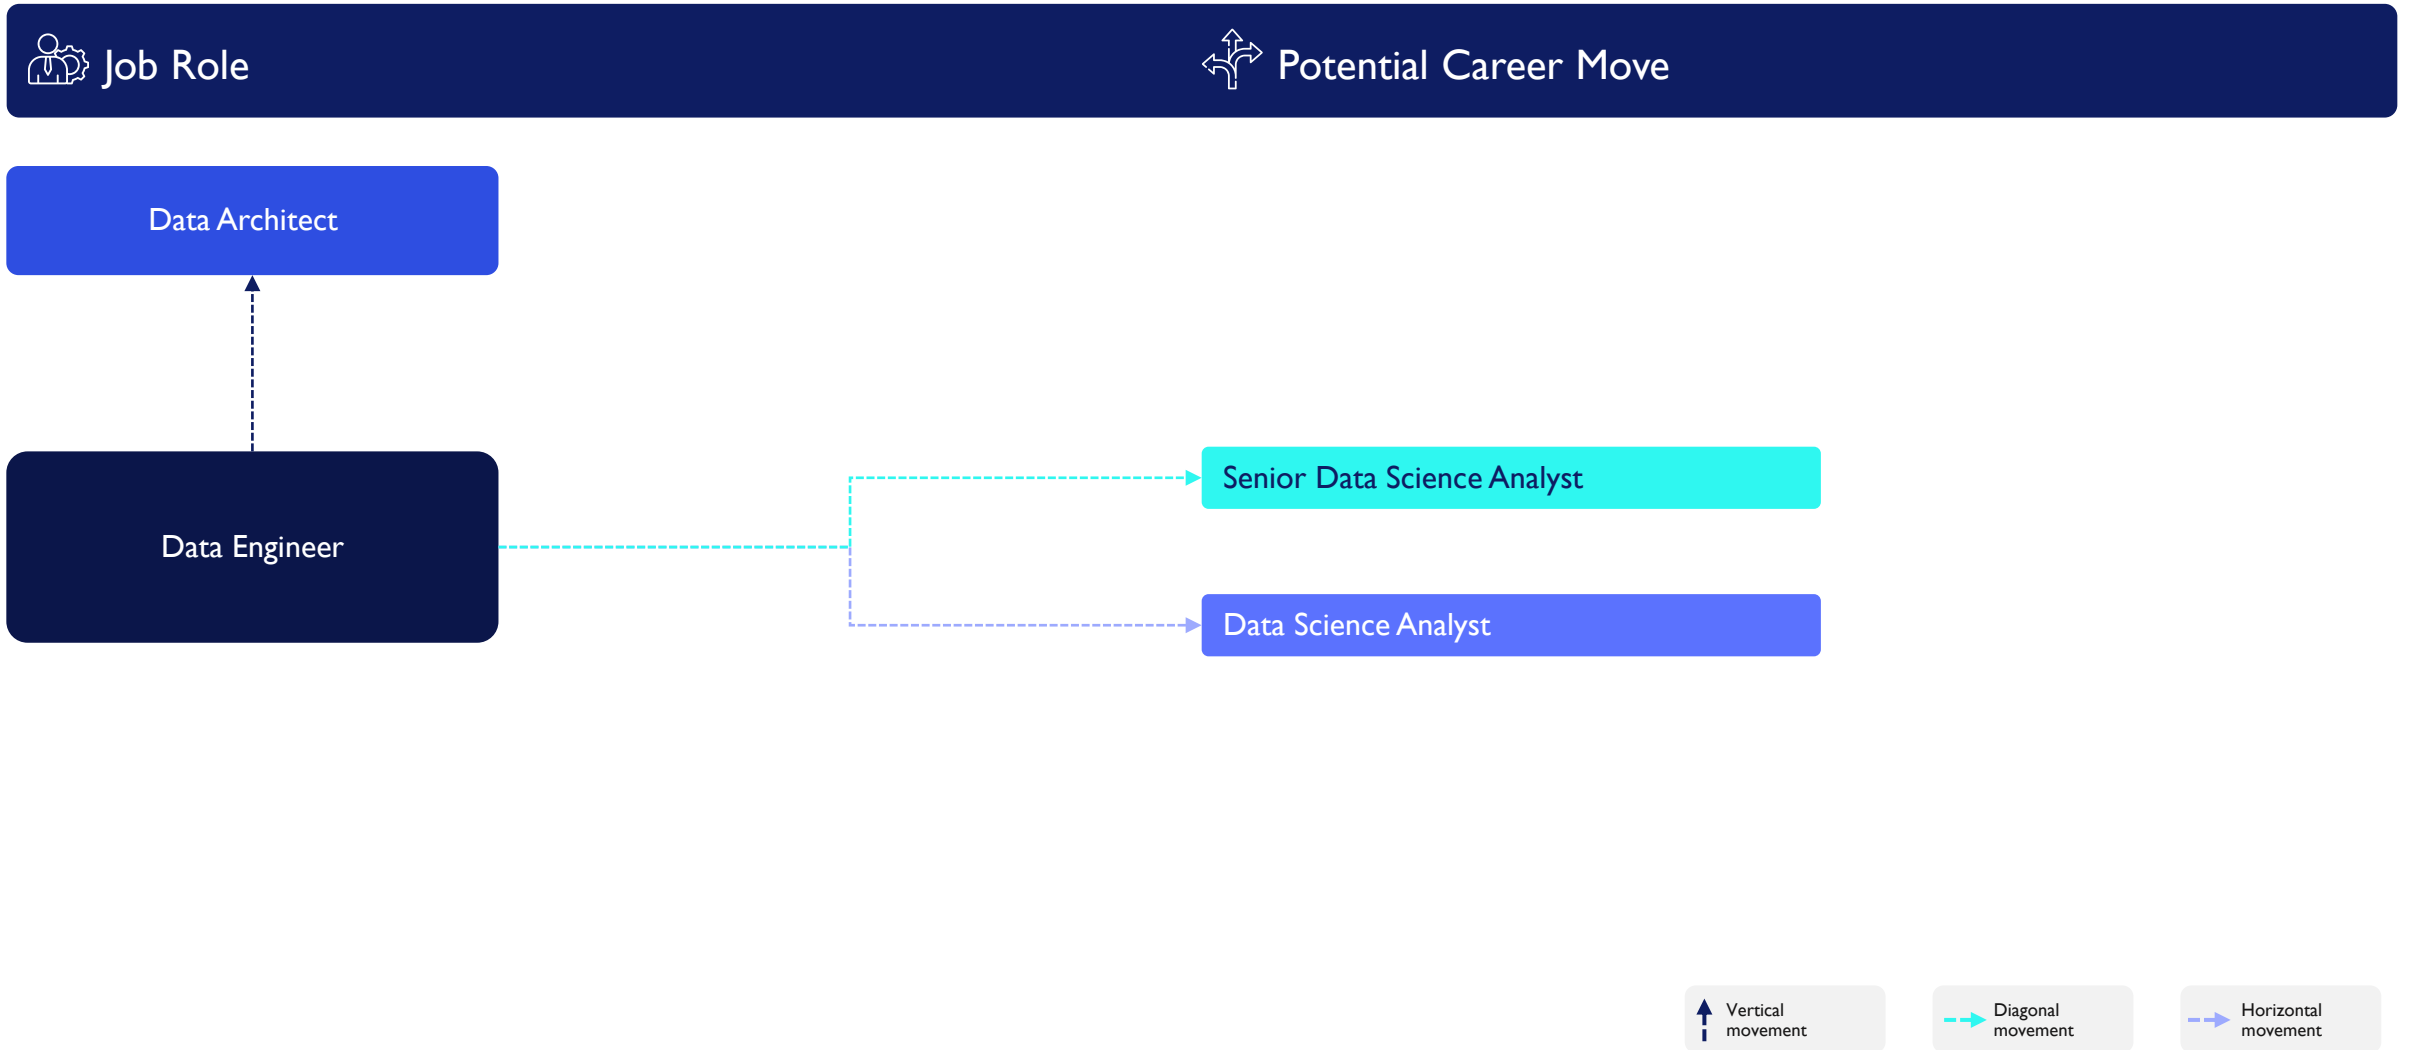 Job Role
Potential Career Move
Data Architect
Data Engineer
Senior Data Science Analyst
Data Science Analyst
Vertical
movement
Diagonal
movement
Horizontal
movement